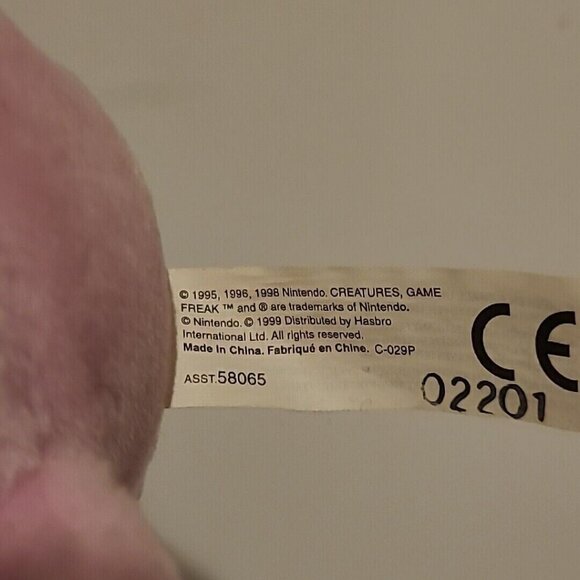 © 1995, 1996, 1998 Nintendo. CREATURES, GAME
FREAK ™ and ® are trademarks of Nintendo.
© Nintendo. © 1999 Distributed by Hasbro
International Ltd. All rights reserved.
Made in China. Fabriqué en Chine. C-029P
ASST.58065
CE
02201